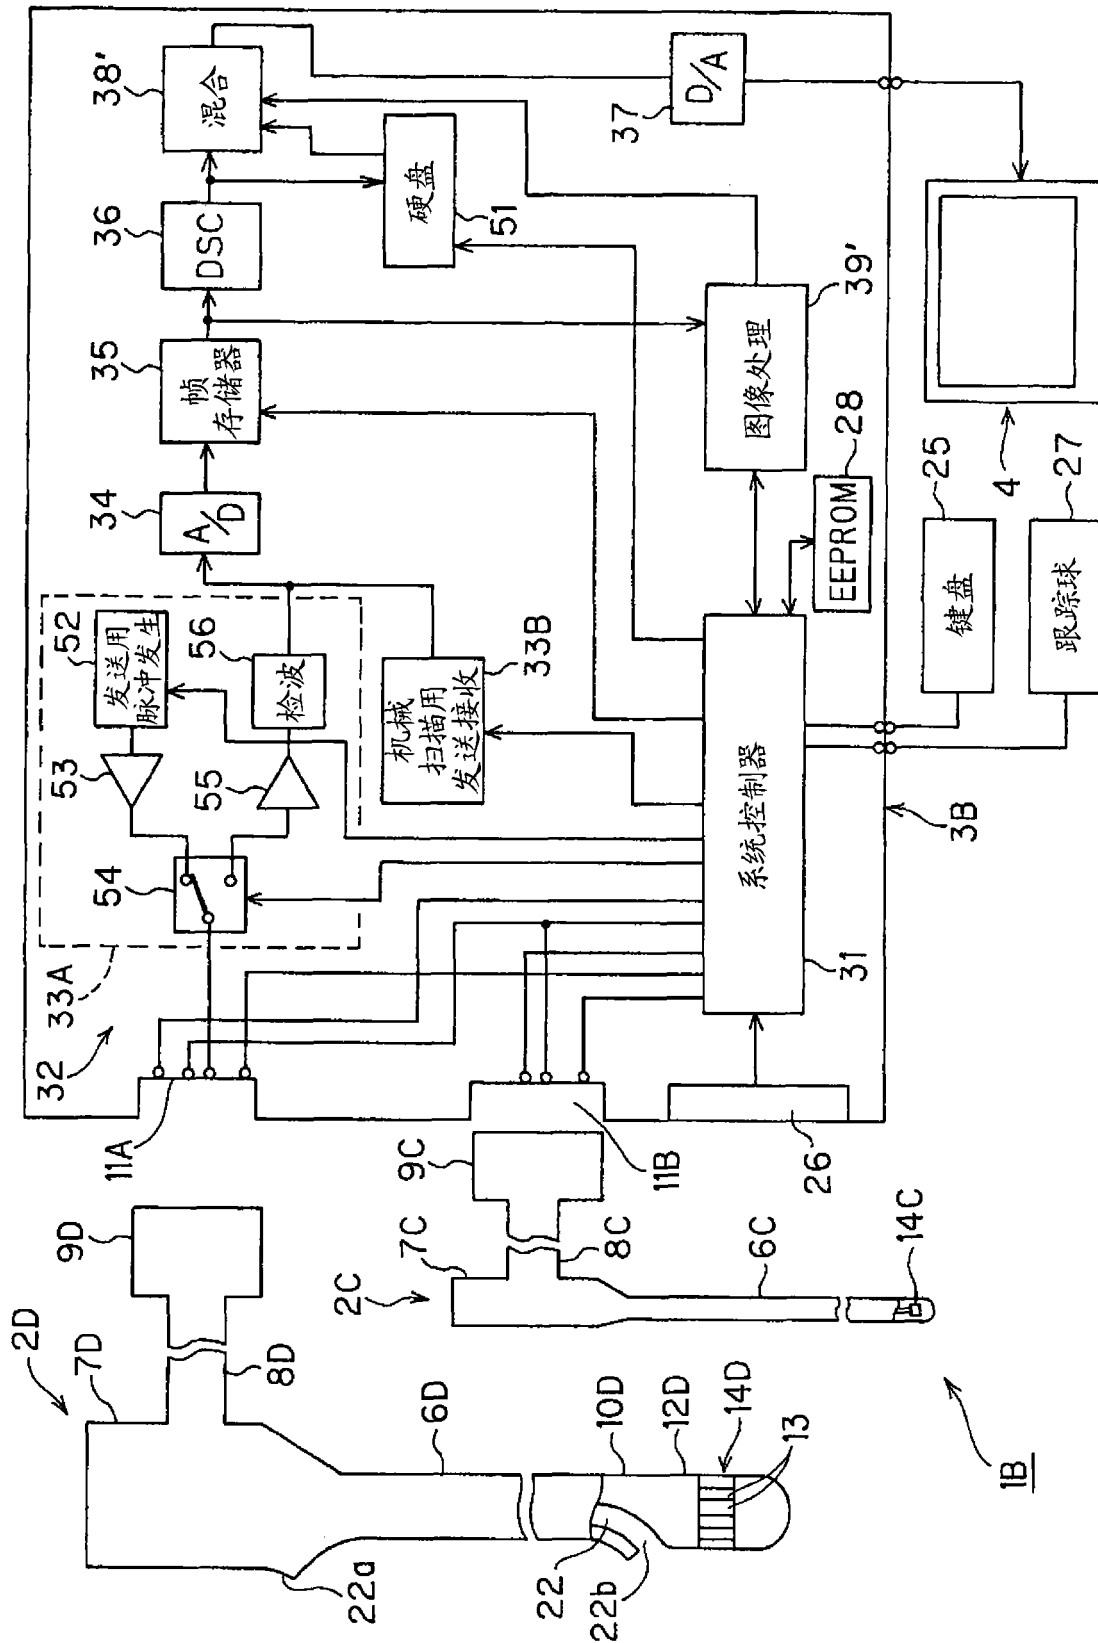 2D
7D
9D
8D
22a
6D
22
22b
10D
12D
14D
13
1B
2C
7C
9C
8C
6C
14C
11A
11B
26
32
33A
54
53
52
发送用
脉冲发生
55
56
检波
机械
扫描用
发送接收
33B
34
A/D
35
帧
存储器
36
DSC
38'
混合
硬盘
51
37
D/A
39'
图像处理
EEPROM
28
系统控制器
31
3B
25
键盘
27
跟踪球
4